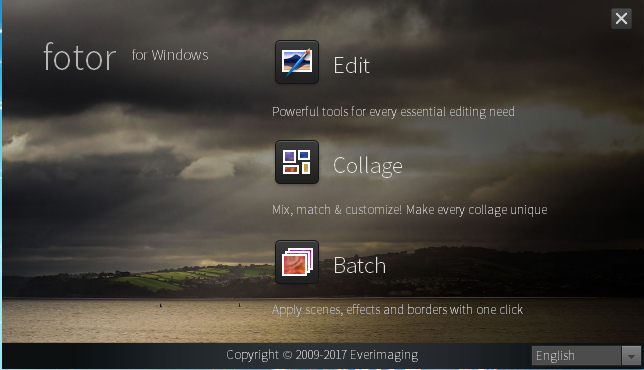 fotor for Windows
Edit
Powerful tools for every essential editing need
Collage
Mix, match & customize! Make every collage unique
Batch
Apply scenes, effects and borders with one click
Copyright © 2009-2017 Everimaging
English